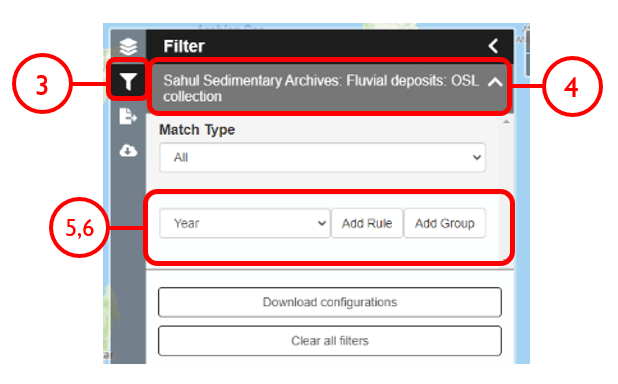 Filter
3
Sahul Sedimentary Archives: Fluvial deposits: OSL
collection
4
Match Type
All
5,6
Year
Add Rule
Add Group
Download configurations
Clear all filters
ar